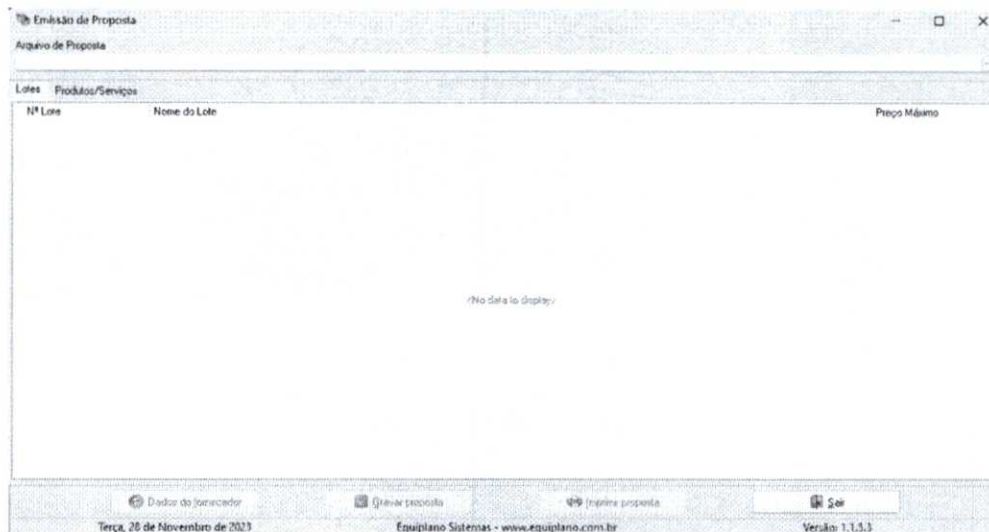 Emissão de Proposta
Arquivo de Proposta
Lotes Produtos/Serviços
Nº Lote Nome do Lote Preço Máximo
<No data to display>
Dados do fornecedor Gravar proposta Imprimir proposta Sair
Terça, 28 de Novembro de 2023 Equiplano Sistemas - www.equiplano.com.br Versão: 1.1.3.3